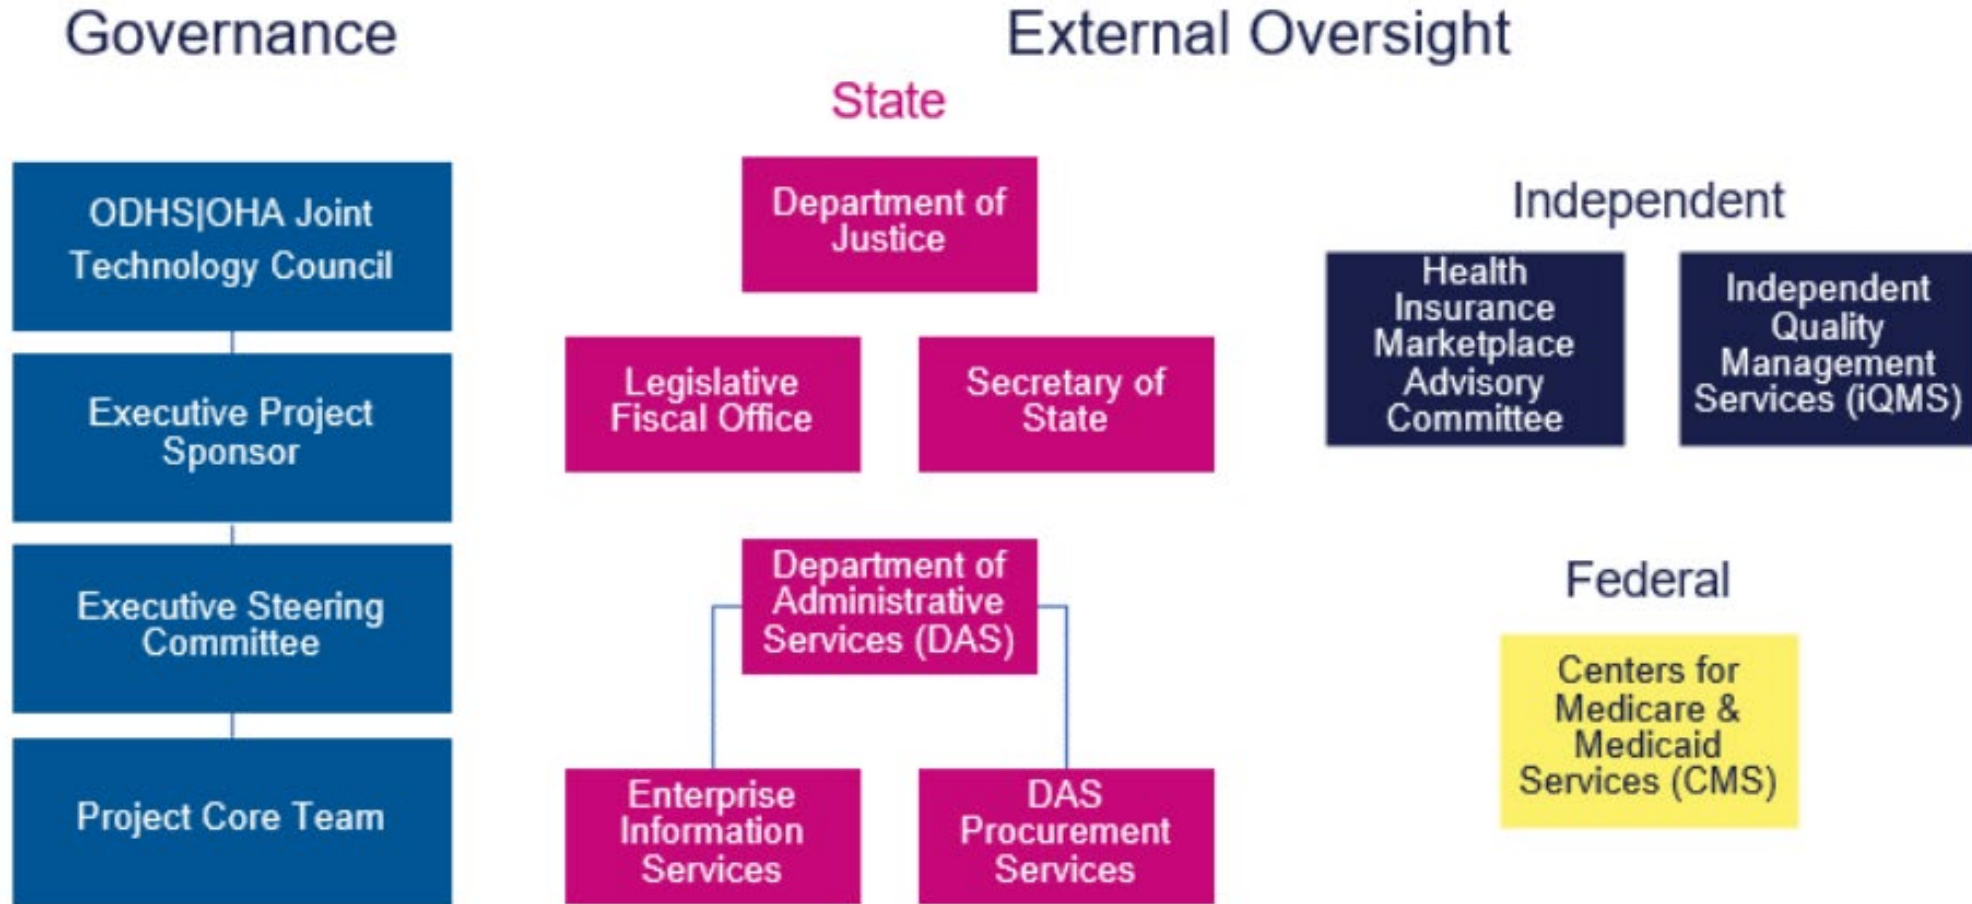 Governance
ODHS|OHA Joint
Technology Council
Executive Project
Sponsor
Executive Steering
Committee
Project Core Team
External Oversight
State
Department of
Justice
Legislative
Fiscal Office
Secretary of
State
Department of
Administrative
Services (DAS)
Enterprise
Information
Services
DAS
Procurement
Services
Independent
Health
Insurance
Marketplace
Advisory
Committee
Independent
Quality
Management
Services (iQMS)
Federal
Centers for
Medicare &
Medicaid
Services (CMS)